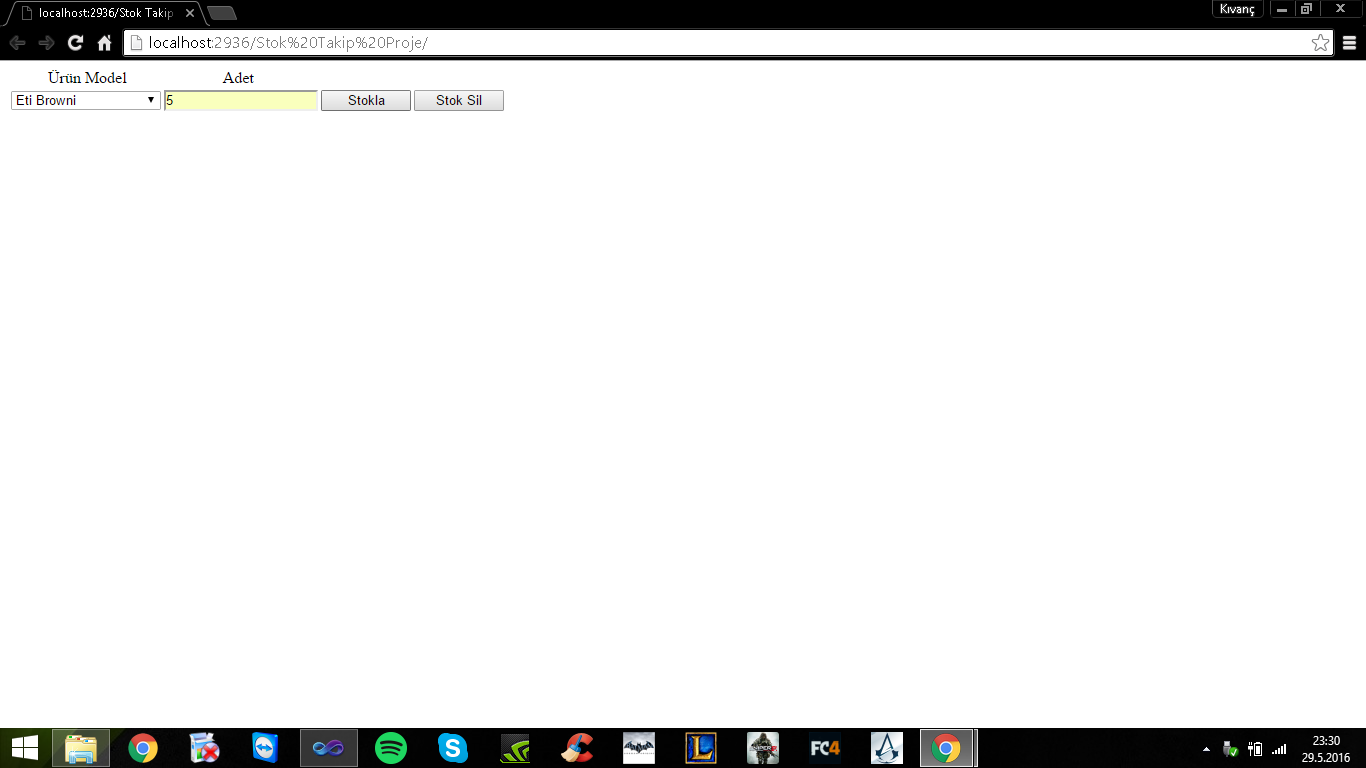 localhost:2936/Stok Takip
Kıvanç
localhost:2936/Stok%20Takip%20Proje/
Ürün Model Adet
Eti Browni 5 Stokla Stok Sil
FC4
23:30
29.5.2016